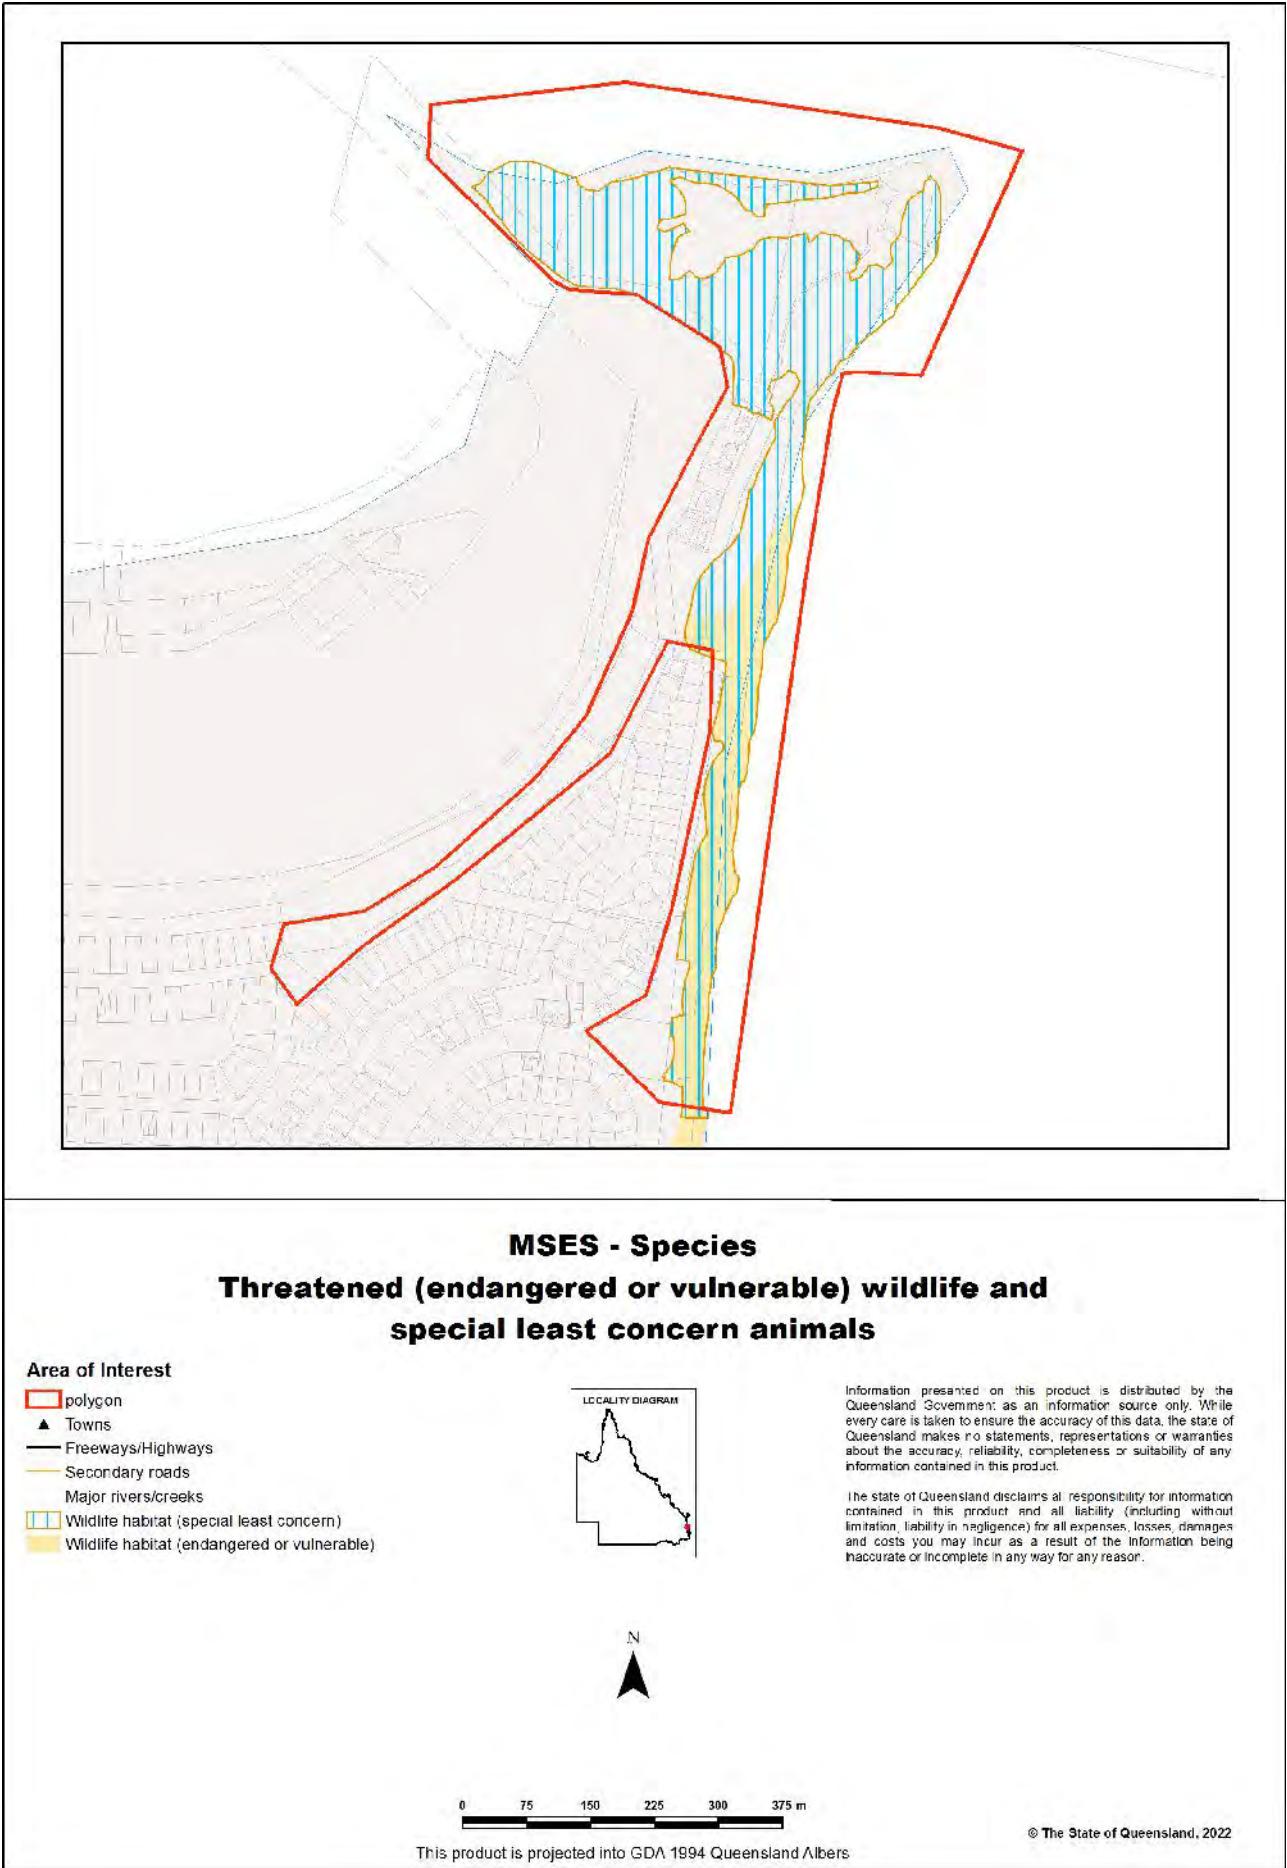 MSES - Species
Threatened (endangered or vulnerable) wildlife and
special least concern animals
Area of Interest
polygon
Towns
Freeways/Highways
Secondary roads
Major rivers/creeks
Wildlife habitat (special least concern)
Wildlife habitat (endangered or vulnerable)
LOCALITY DIAGRAM
Information presented on this product is distributed by the
Queensland Government as an information source only. While
every care is taken to ensure the accuracy of this data, the state of
Queensland makes no statements, representations or warranties
about the accuracy, reliability, completeness or suitability of any
information contained in this product.
The state of Queensland disclaims all responsibility for information
contained in this product and all liability (including without
limitation, liability in negligence) for all expenses, losses, damages
and costs you may incur as a result of the information being
inaccurate or incomplete in any way for any reason.
N
0 75 150 225 300 375 m
This product is projected into GDA 1994 Queensland Albers
© The State of Queensland, 2022